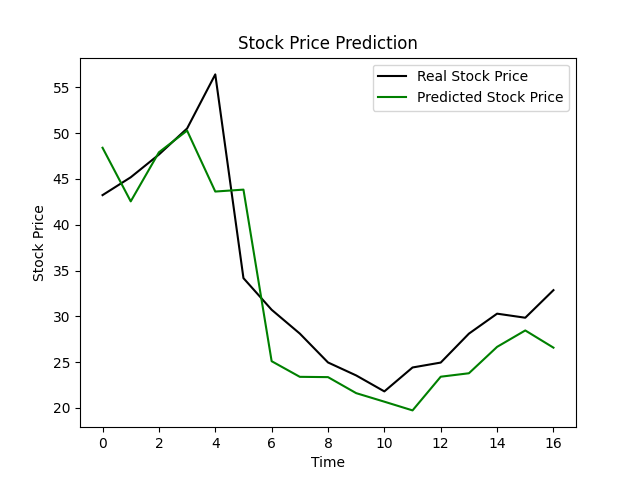 Stock Price Prediction
Real Stock Price
Predicted Stock Price
Stock Price
55
50
45
40
35
30
25
20
0 2 4 6 8 10 12 14 16
Time